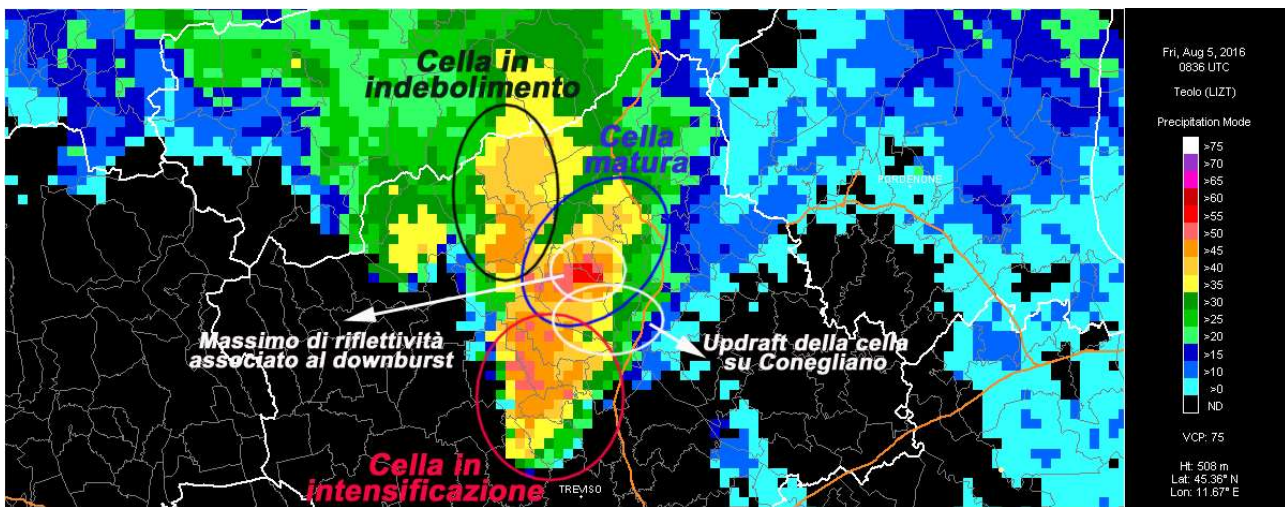 Cella in
indebolimento
Cella
matura
Massimo di riflettività
associato al downburst
Updraft della cella
su Conegliano
Cella in
intensificazione
PORDENONE
TREVISO
Fri, Aug 5, 2016
0836 UTC
Teolo (LIZT)
Precipitation Mode
>75
>70
>65
>60
>55
>50
>45
>40
>35
>30
>25
>20
>15
>10
>0
ND
VCP: 75
Ht: 508 m
Lat: 45.36° N
Lon: 11.67° E